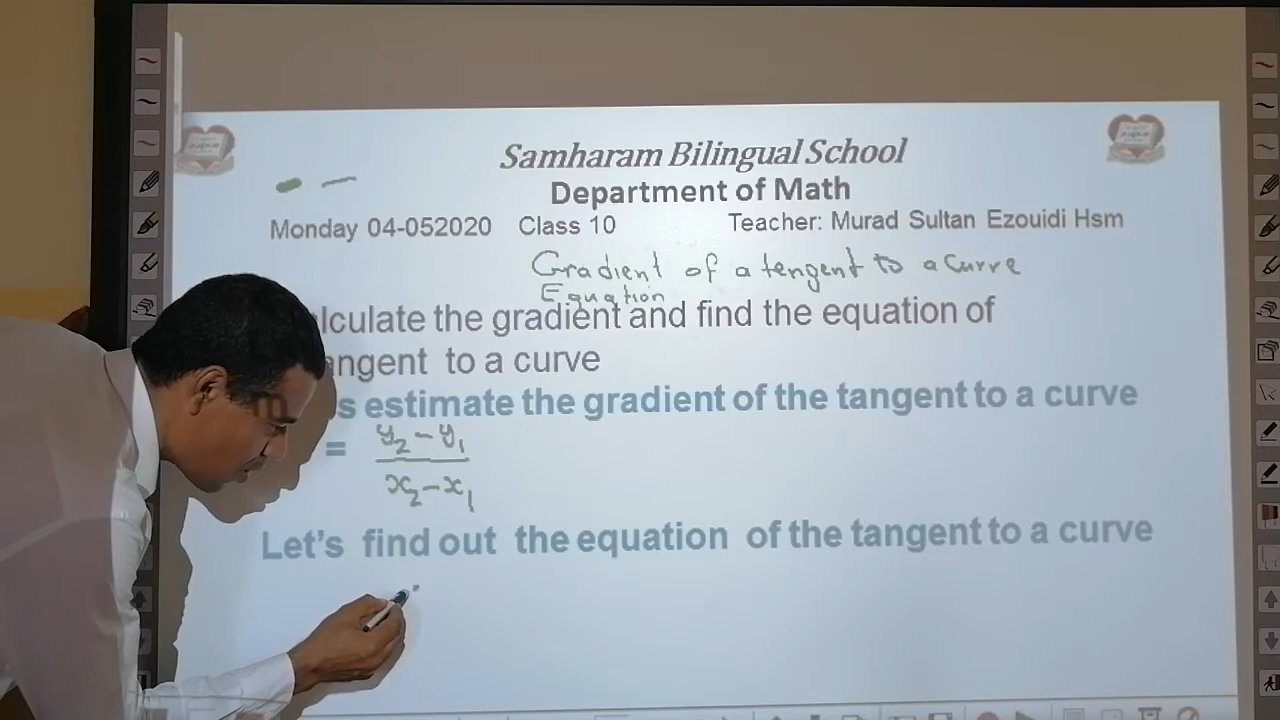 Samharam Bilingual School
Department of Math
Monday 04-052020 Class 10 Teacher: Murad Sultan Ezouidi Hsm
Gradient of a tengent to a curve
Equation
lculate the gradient and find the equation of
angent to a curve
s estimate the gradient of the tangent to a curve
= y₂-y₁
x₂-x₁
Let's find out the equation of the tangent to a curve